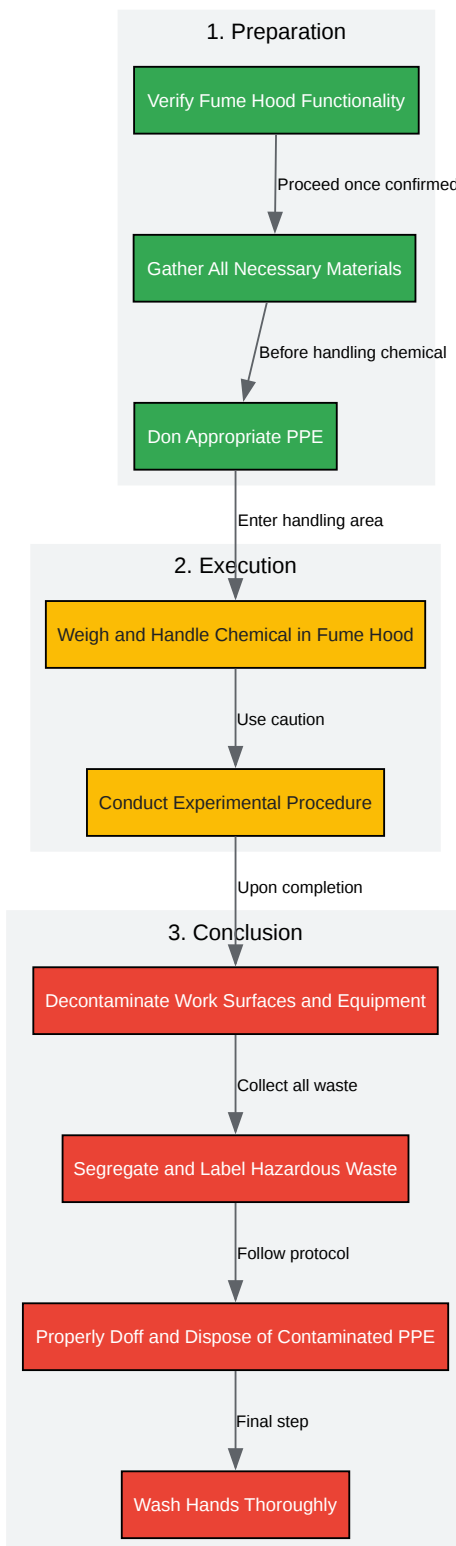 1. Preparation
Verify Fume Hood Functionality
Proceed once confirmed
Gather All Necessary Materials
Before handling chemical
Don Appropriate PPE
Enter handling area
2. Execution
Weigh and Handle Chemical in Fume Hood
Use caution
Conduct Experimental Procedure
Upon completion
3. Conclusion
Decontaminate Work Surfaces and Equipment
Collect all waste
Segregate and Label Hazardous Waste
Follow protocol
Properly Doff and Dispose of Contaminated PPE
Final step
Wash Hands Thoroughly